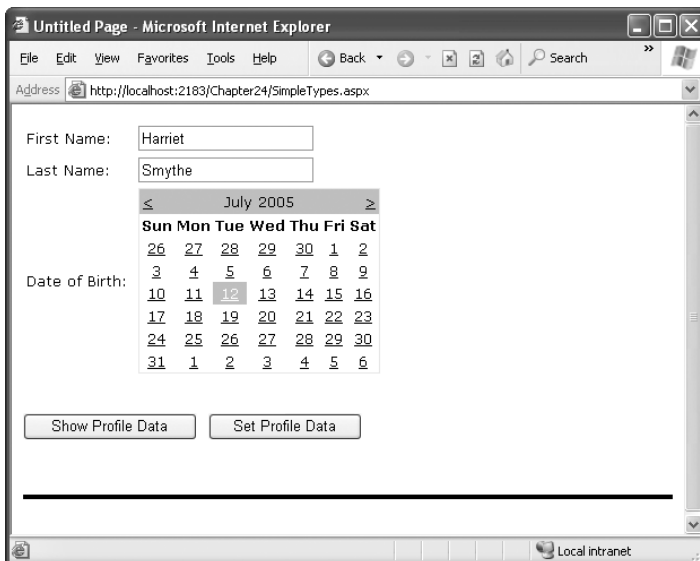 Untitled Page - Microsoft Internet Explorer
File Edit View Favorites Tools Help Back Search »
Address http://localhost:2183/Chapter24/SimpleTypes.aspx
First Name: Harriet
Last Name: Smythe
< July 2005 >
Sun Mon Tue Wed Thu Fri Sat
26 27 28 29 30 1 2
3 4 5 6 7 8 9
Date of Birth:
10 11 12 13 14 15 16
17 18 19 20 21 22 23
24 25 26 27 28 29 30
31 1 2 3 4 5 6
Show Profile Data Set Profile Data
Local intranet